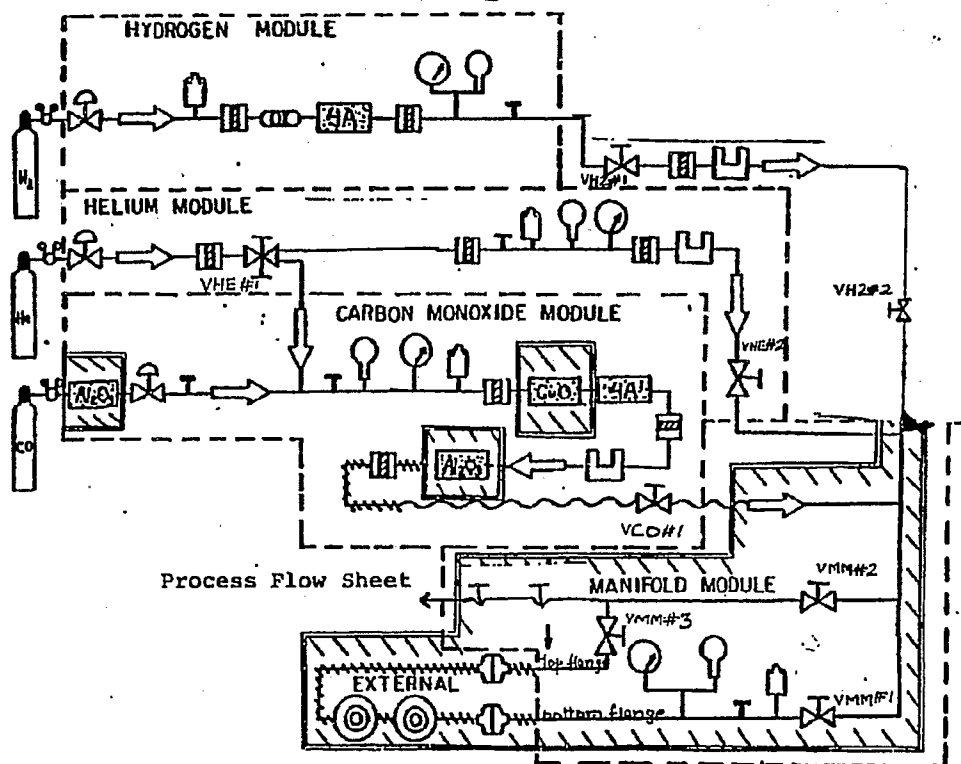 HYDROGEN MODULE
H2
4A
VH2#1
HELIUM MODULE
He
VHE#1
VH2#2
VHE#2
CARBON MONOXIDE MODULE
CO
Al2O3
CuO
4A
Al2O3
VCO#1
Process Flow Sheet
MANIFOLD MODULE
VMM#2
VMM#3
top flange
EXTERNAL
bottom flange
VMM#1